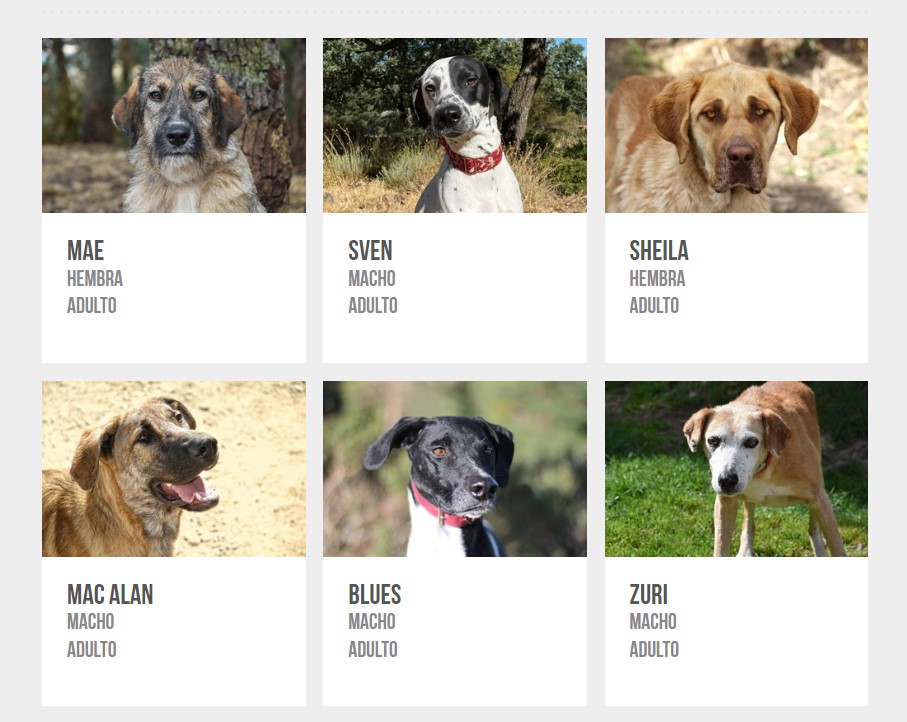 MAE
HEMBRA
ADULTO
SVEN
MACHO
ADULTO
SHEILA
HEMBRA
ADULTO
MAC ALAN
MACHO
ADULTO
BLUES
MACHO
ADULTO
ZURI
MACHO
ADULTO